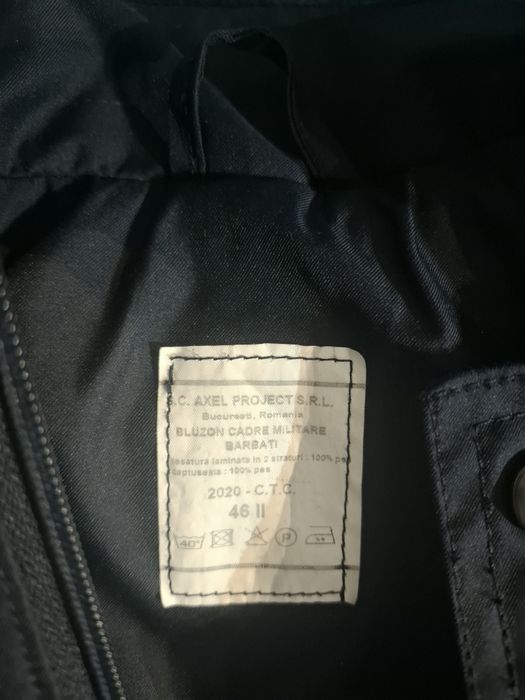 S.C. AXEL PROJECT S.R.L.
Bucuresti, Romania
BLUZON CADRE MILITARE
BARBATI
tesatura laminata in 2 straturi : 100% pes
captuseala : 100% pes
2020 - C.T.C.
46 II
40° P